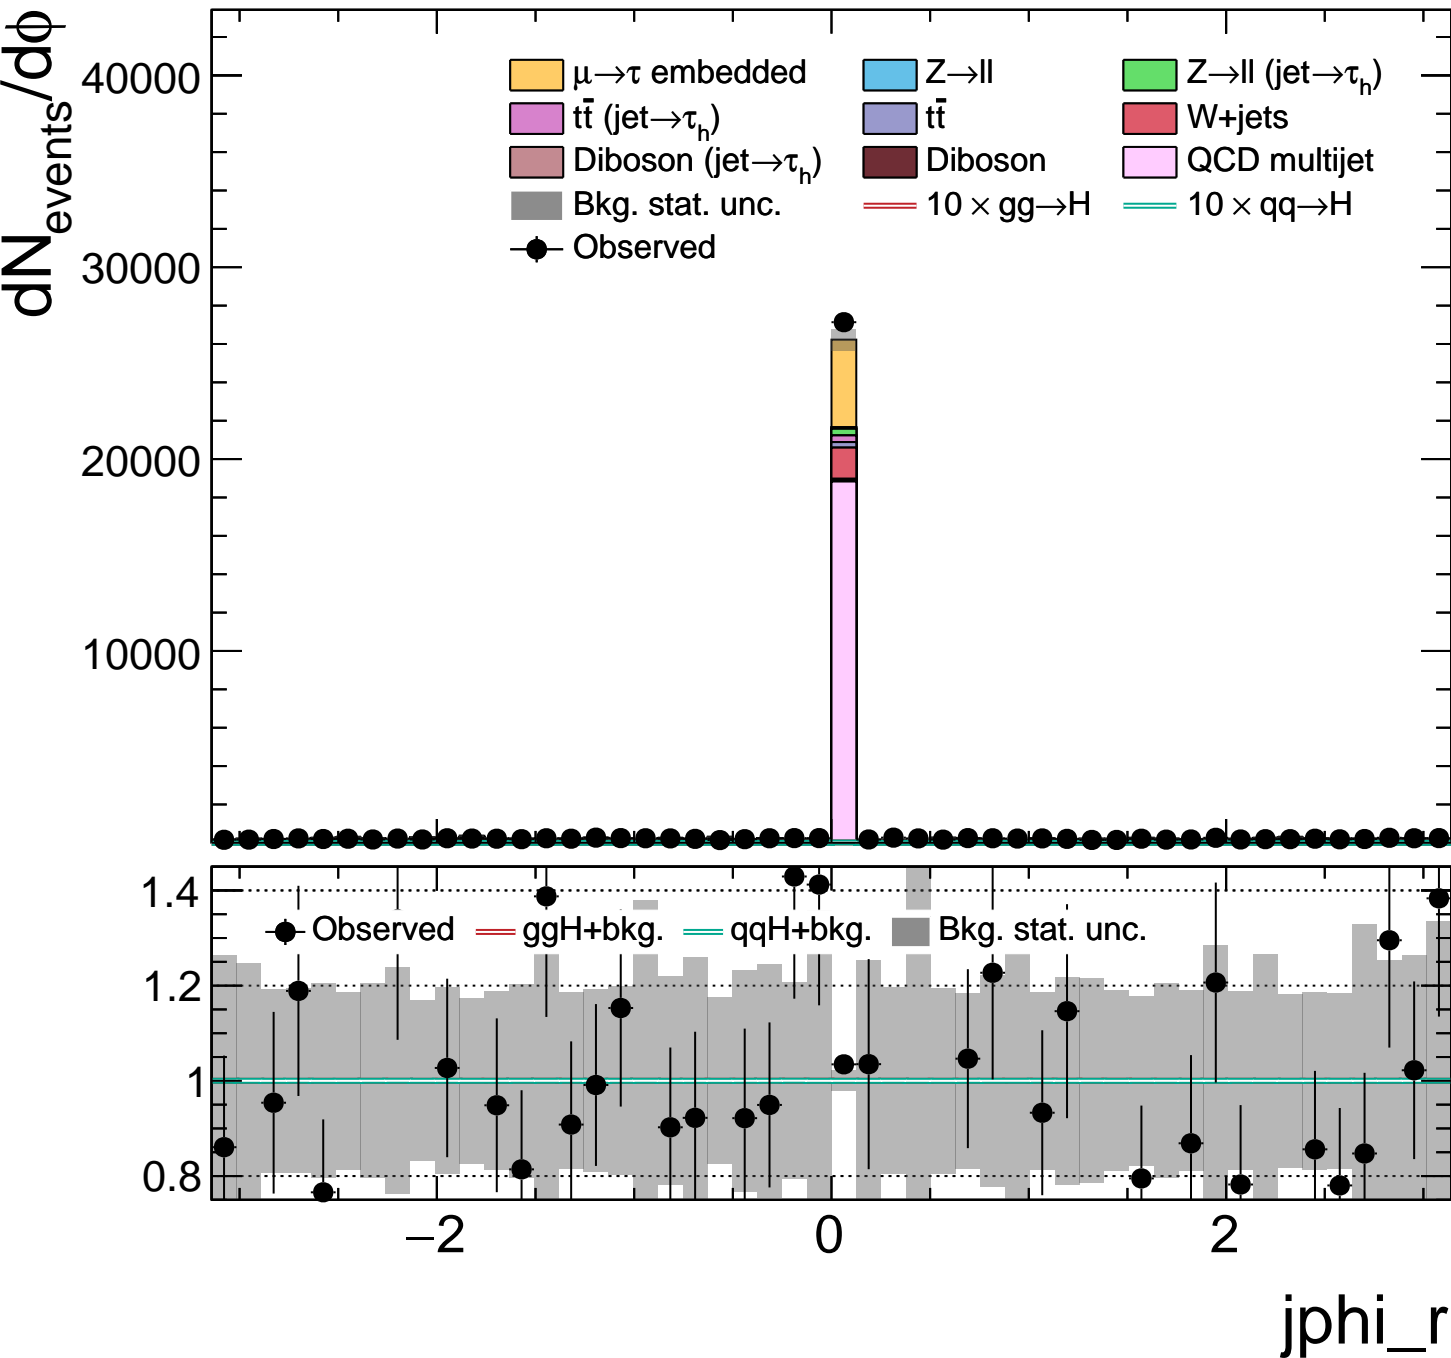 dN_events/dϕ
40000
30000
20000
10000
μ→τ embedded Z→ll Z→ll (jet→τ_h)
tt̄ (jet→τ_h) tt̄ W+jets
Diboson (jet→τ_h) Diboson QCD multijet
Bkg. stat. unc. 10 × gg→H 10 × qq→H
Observed
1.4
1.2
1
0.8
Observed ggH+bkg. qqH+bkg. Bkg. stat. unc.
−2 0 2
jphi_r